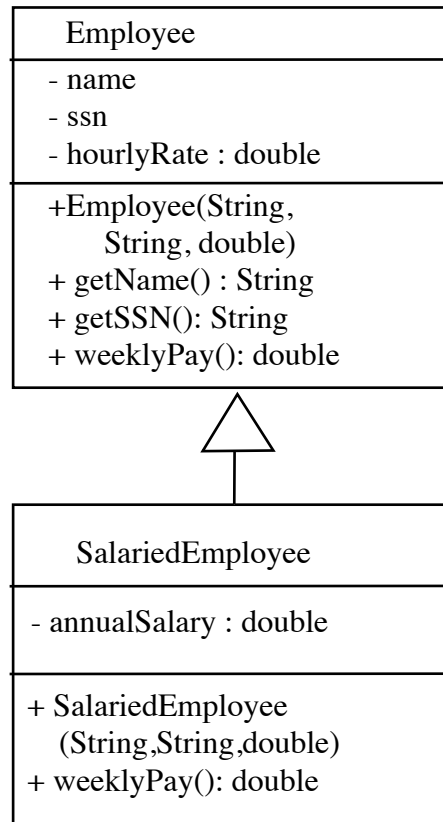 Employee
- name
- ssn
- hourlyRate : double
+Employee(String,
String, double)
+ getName() : String
+ getSSN(): String
+ weeklyPay(): double
SalariedEmployee
- annualSalary : double
+ SalariedEmployee
(String,String,double)
+ weeklyPay(): double